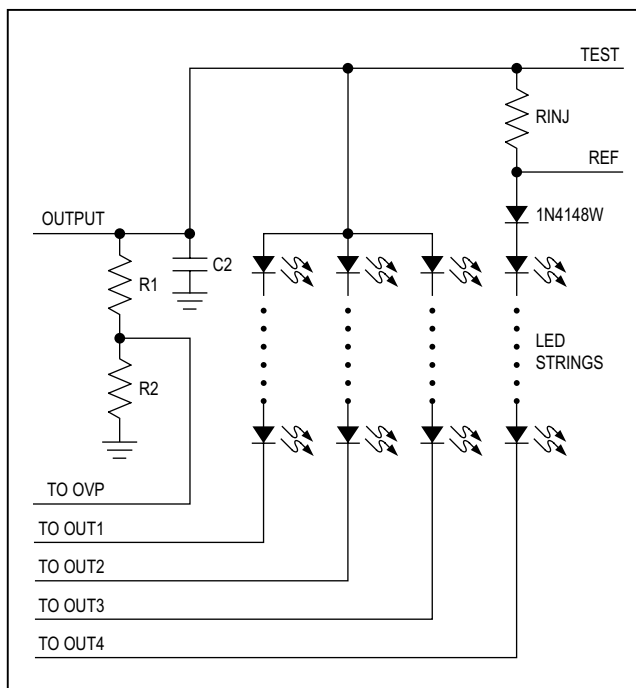 TEST
RINJ
REF
1N4148W
OUTPUT
C2
R1
LED
STRINGS
R2
TO OVP
TO OUT1
TO OUT2
TO OUT3
TO OUT4